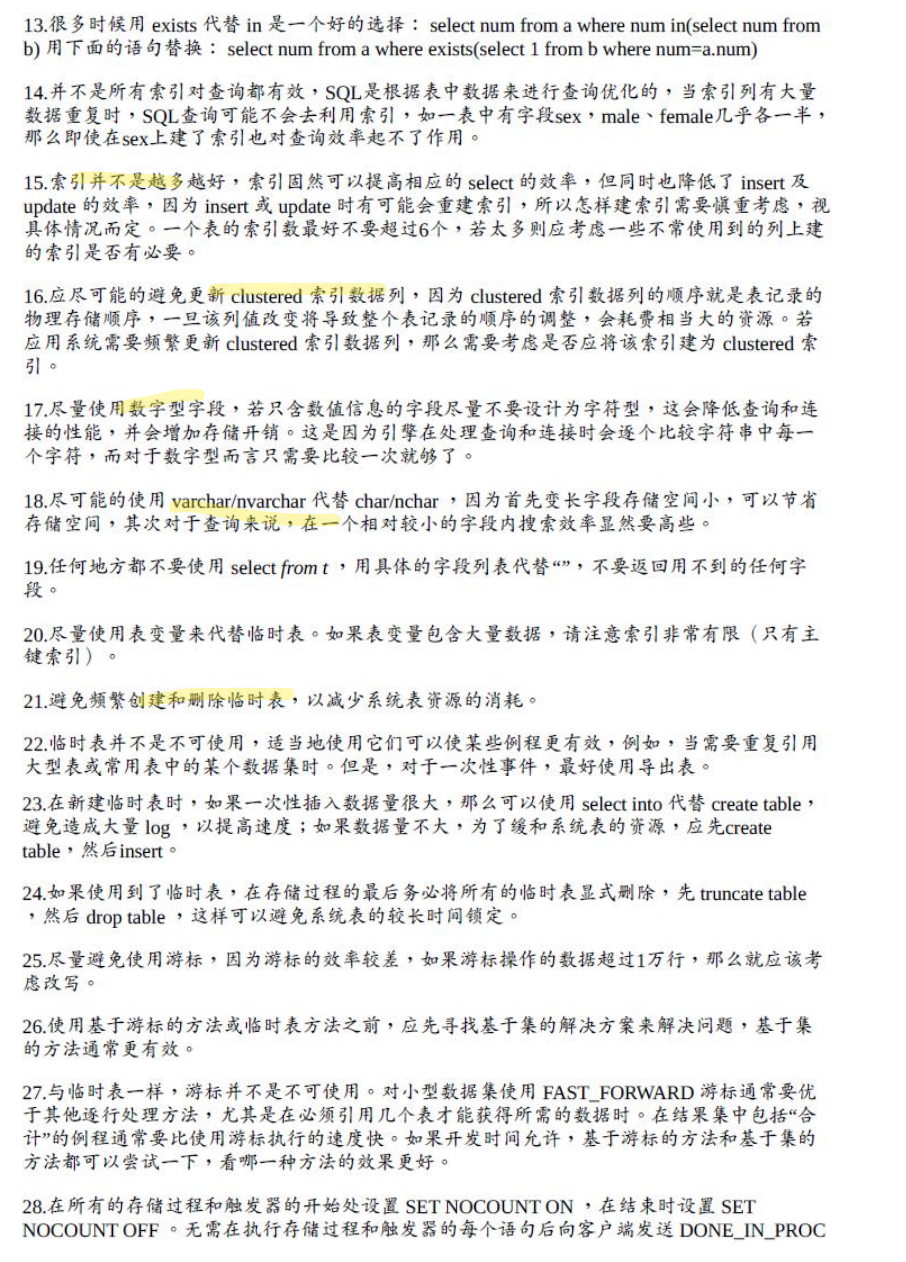 13.很多时候用 exists 代替 in 是一个好的选择： select num from a where num in(select num from
b) 用下面的语句替换： select num from a where exists(select 1 from b where num=a.num)
14.并不是所有索引对查询都有效，SQL是根据表中数据来进行查询优化的，当索引列有大量
数据重复时，SQL查询可能不会去利用索引，如一表中有字段sex，male、female几乎各一半，
那么即使在sex上建了索引也对查询效率起不了作用。
15.索引并不是越多越好，索引固然可以提高相应的 select 的效率，但同时也降低了 insert 及
update 的效率，因为 insert 或 update 时有可能会重建索引，所以怎样建索引需要慎重考虑，视
具体情况而定。一个表的索引数最好不要超过6个，若太多则应考虑一些不常使用到的列上建
的索引是否有必要。
16.应尽可能的避免更新 clustered 索引数据列，因为 clustered 索引数据列的顺序就是表记录的
物理存储顺序，一旦该列值改变将导致整个表记录的顺序的调整，会耗费相当大的资源。若
应用系统需要频繁更新 clustered 索引数据列，那么需要考虑是否应将该索引建为 clustered 索
引。
17.尽量使用数字型字段，若只含数值信息的字段尽量不要设计为字符型，这会降低查询和连
接的性能，并会增加存储开销。这是因为引擎在处理查询和连接时会逐个比较字符串中每一
个字符，而对于数字型而言只需要比较一次就够了。
18.尽可能的使用 varchar/nvarchar 代替 char/nchar ，因为首先变长字段存储空间小，可以节省
存储空间，其次对于查询来说，在一个相对较小的字段内搜索效率显然要高些。
19.任何地方都不要使用 select from t ，用具体的字段列表代替“”，不要返回用不到的任何字
段。
20.尽量使用表变量来代替临时表。如果表变量包含大量数据，请注意索引非常有限（只有主
键索引）。
21.避免频繁创建和删除临时表，以减少系统表资源的消耗。
22.临时表并不是不可使用，适当地使用它们可以使某些例程更有效，例如，当需要重复引用
大型表或常用表中的某个数据集时。但是，对于一次性事件，最好使用导出表。
23.在新建临时表时，如果一次性插入数据量很大，那么可以使用 select into 代替 create table，
避免造成大量 log ，以提高速度；如果数据量不大，为了缓和系统表的资源，应先create
table，然后insert。
24.如果使用到了临时表，在存储过程的最后务必将所有的临时表显式删除，先 truncate table
，然后 drop table ，这样可以避免系统表的较长时间锁定。
25.尽量避免使用游标，因为游标的效率较差，如果游标操作的数据超过1万行，那么就应该考
虑改写。
26.使用基于游标的方法或临时表方法之前，应先寻找基于集的解决方案来解决问题，基于集
的方法通常更有效。
27.与临时表一样，游标并不是不可使用。对小型数据集使用 FAST_FORWARD 游标通常要优
于其他逐行处理方法，尤其是在必须引用几个表才能获得所需的数据时。在结果集中包括“合
计”的例程通常要比使用游标执行的速度快。如果开发时间允许，基于游标的方法和基于集的
方法都可以尝试一下，看哪一种方法的效果更好。
28.在所有的存储过程和触发器的开始处设置 SET NOCOUNT ON ，在结束时设置 SET
NOCOUNT OFF 。无需在执行存储过程和触发器的每个语句后向客户端发送 DONE_IN_PROC